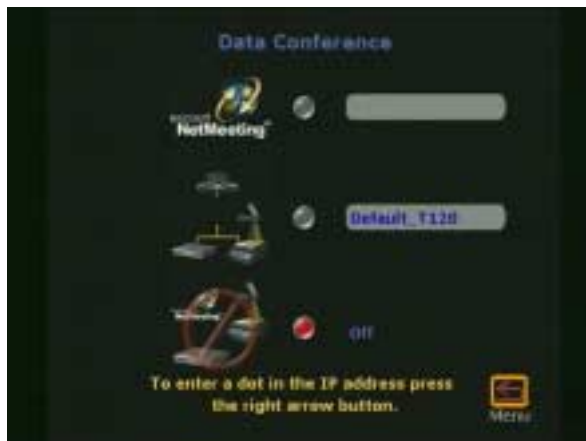 Data Conference
NetMeeting
Default_T120
Off
To enter a dot in the IP address press
the right arrow button.
Menu